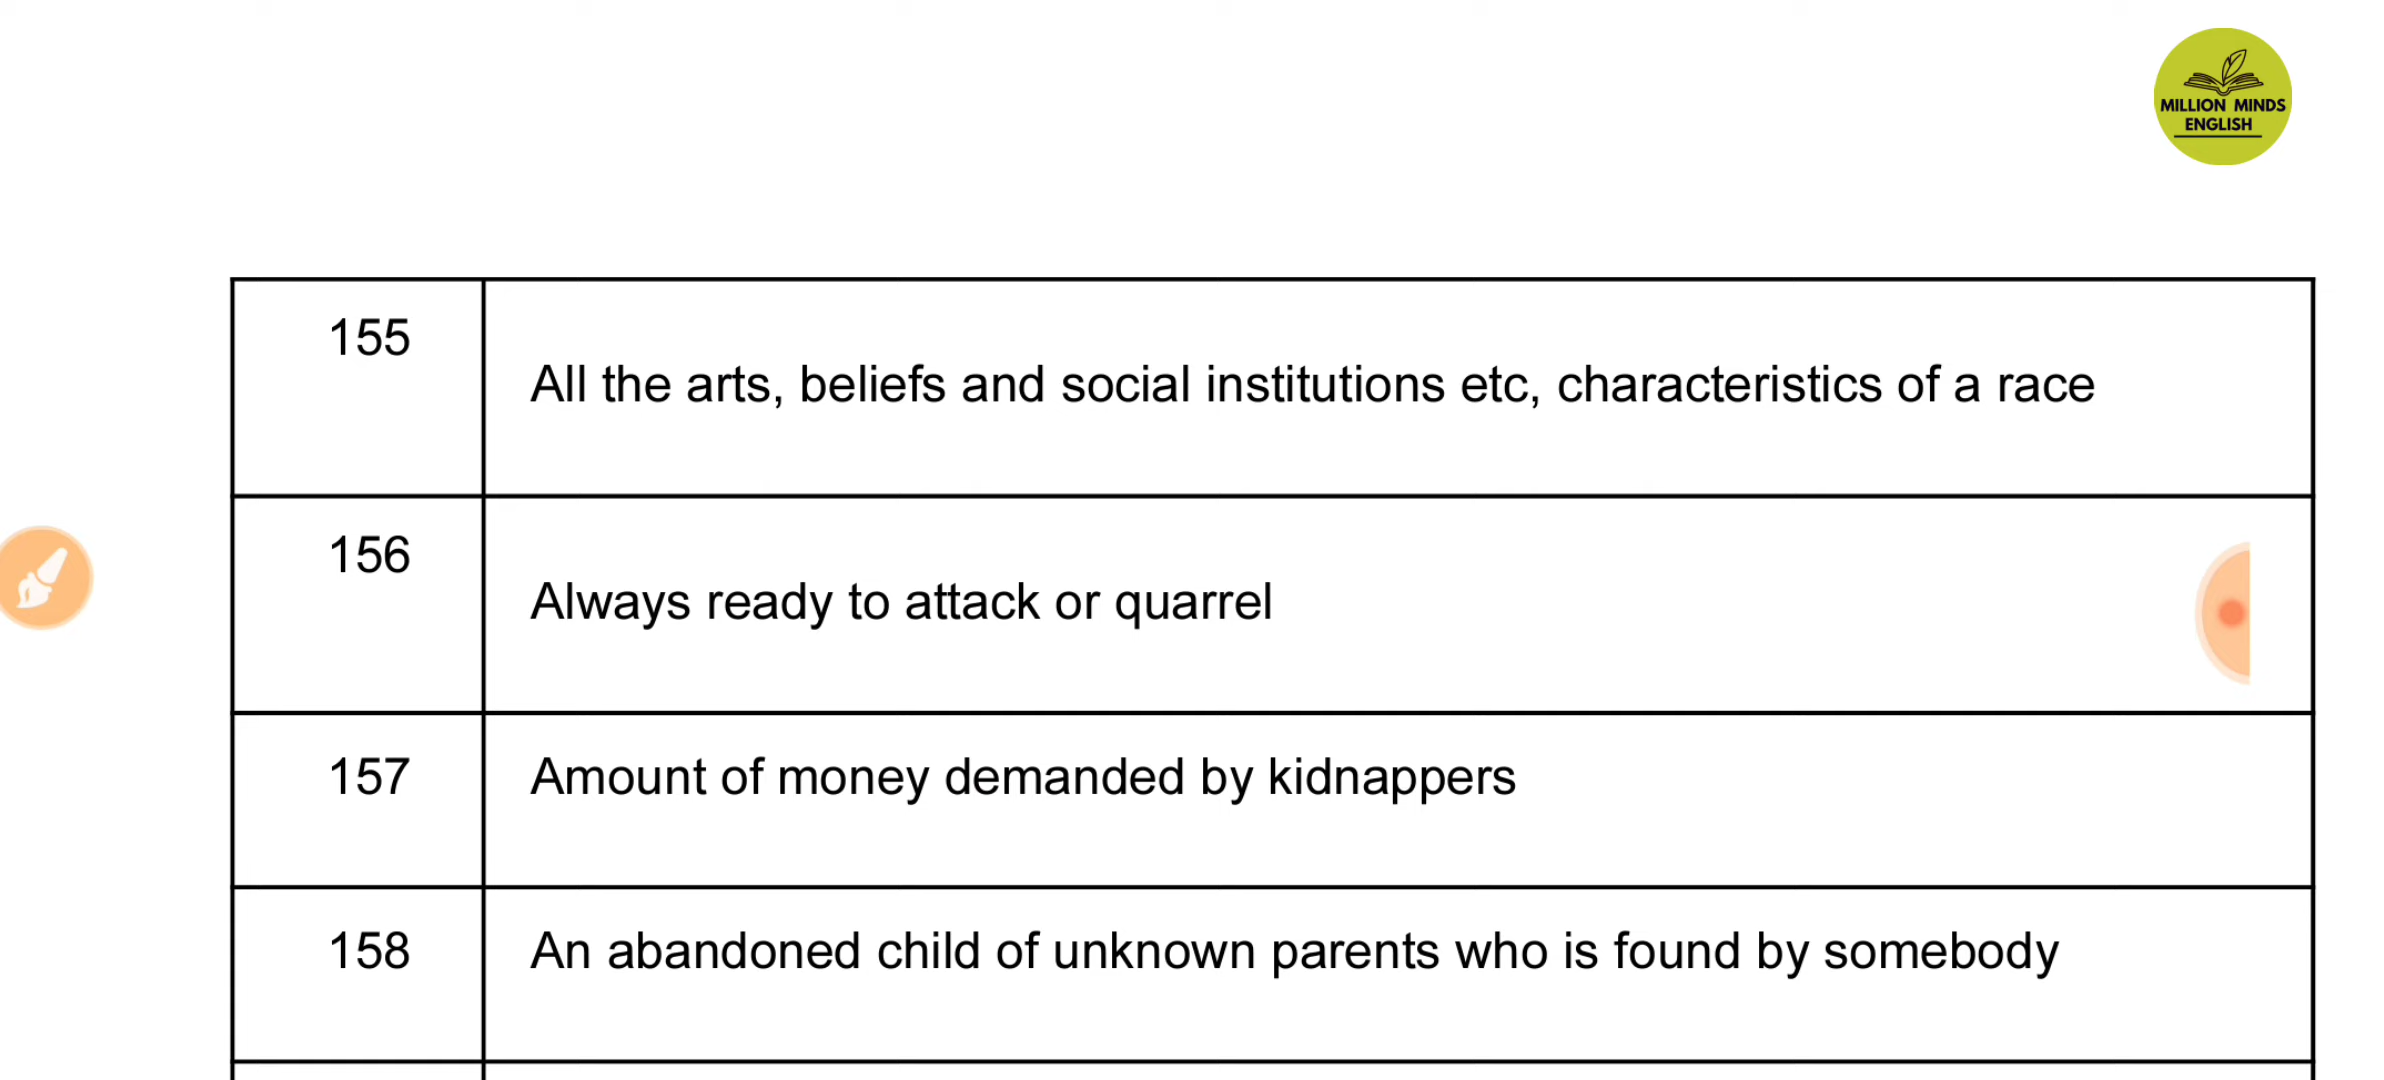 MILLION MINDS
ENGLISH
155
All the arts, beliefs and social institutions etc, characteristics of a race
156
Always ready to attack or quarrel
157
Amount of money demanded by kidnappers
158
An abandoned child of unknown parents who is found by somebody